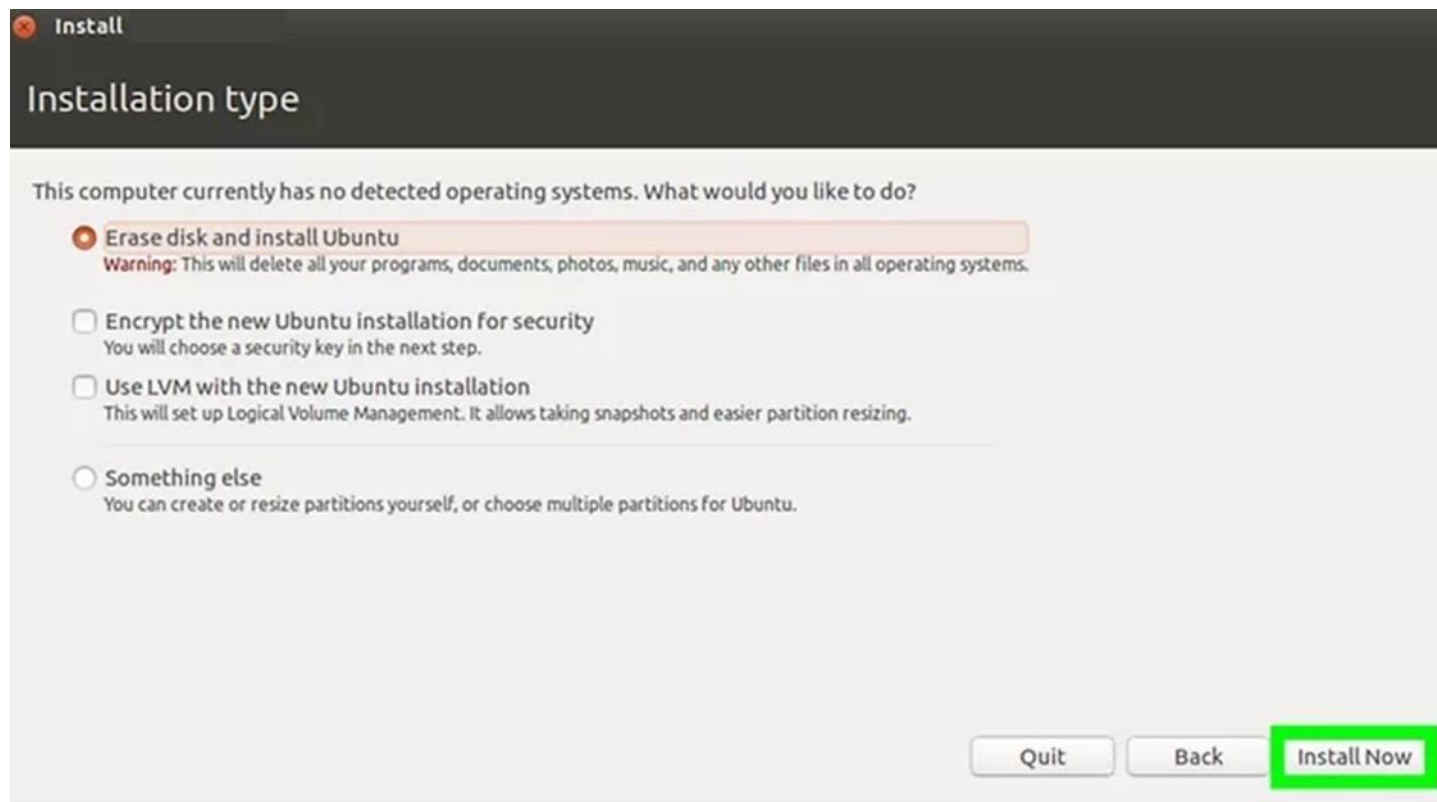 Install
Installation type
This computer currently has no detected operating systems. What would you like to do?
Erase disk and install Ubuntu
Warning: This will delete all your programs, documents, photos, music, and any other files in all operating systems.
Encrypt the new Ubuntu installation for security
You will choose a security key in the next step.
Use LVM with the new Ubuntu installation
This will set up Logical Volume Management. It allows taking snapshots and easier partition resizing.
Something else
You can create or resize partitions yourself, or choose multiple partitions for Ubuntu.
Quit Back Install Now